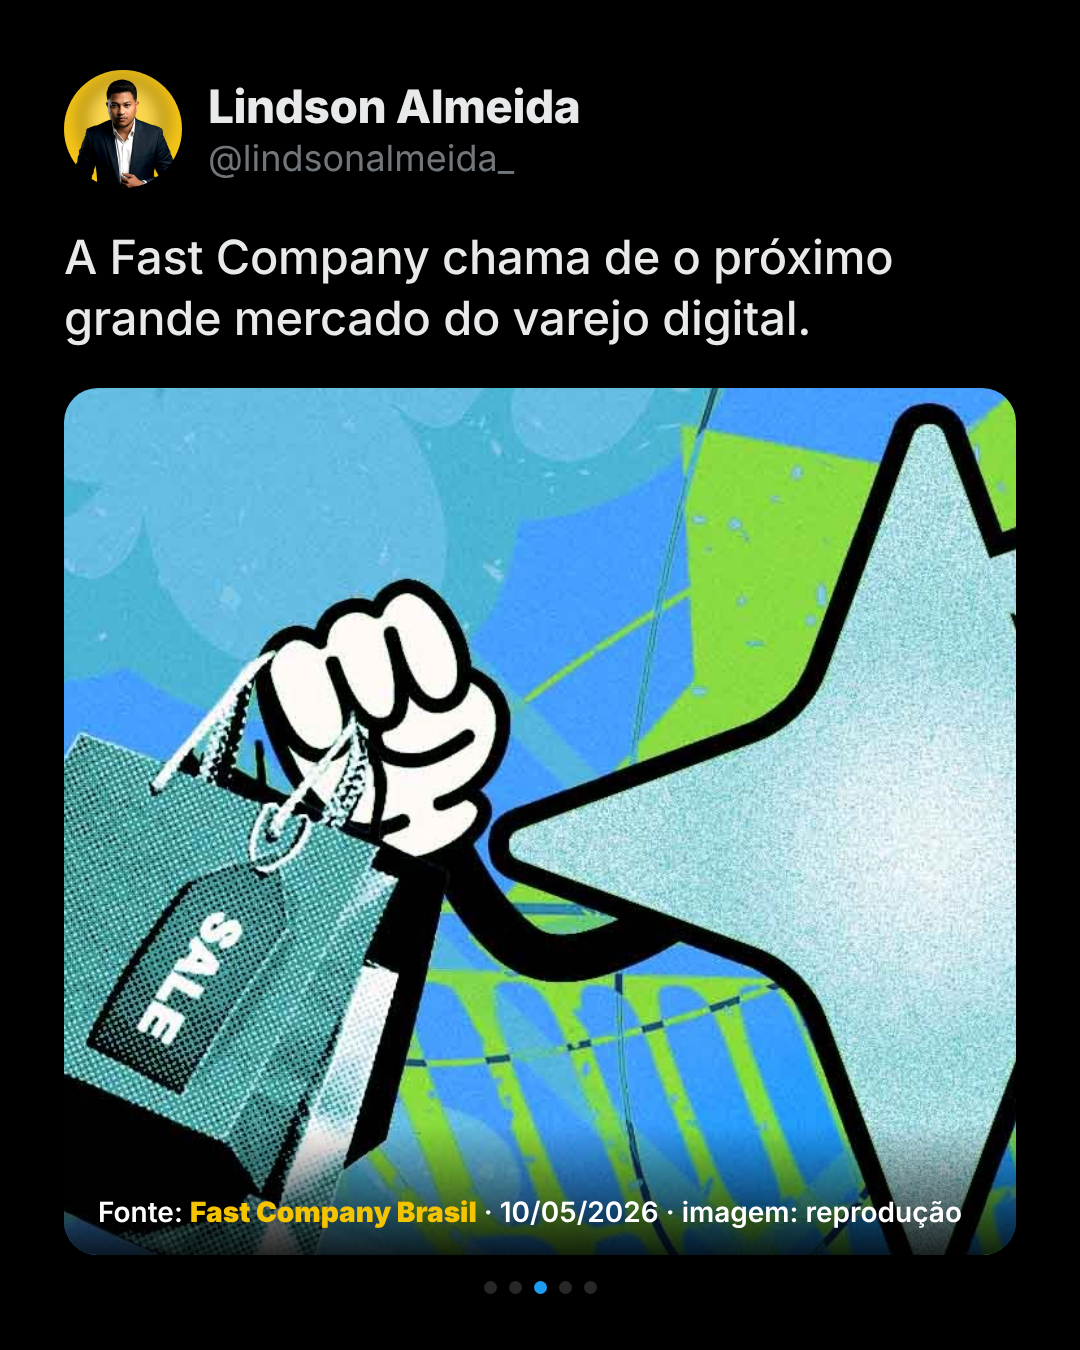 Lindson Almeida
@lindsonalmeida_
A Fast Company chama de o próximo
grande mercado do varejo digital.
SALE
Fonte: Fast Company Brasil · 10/05/2026 · imagem: reprodução